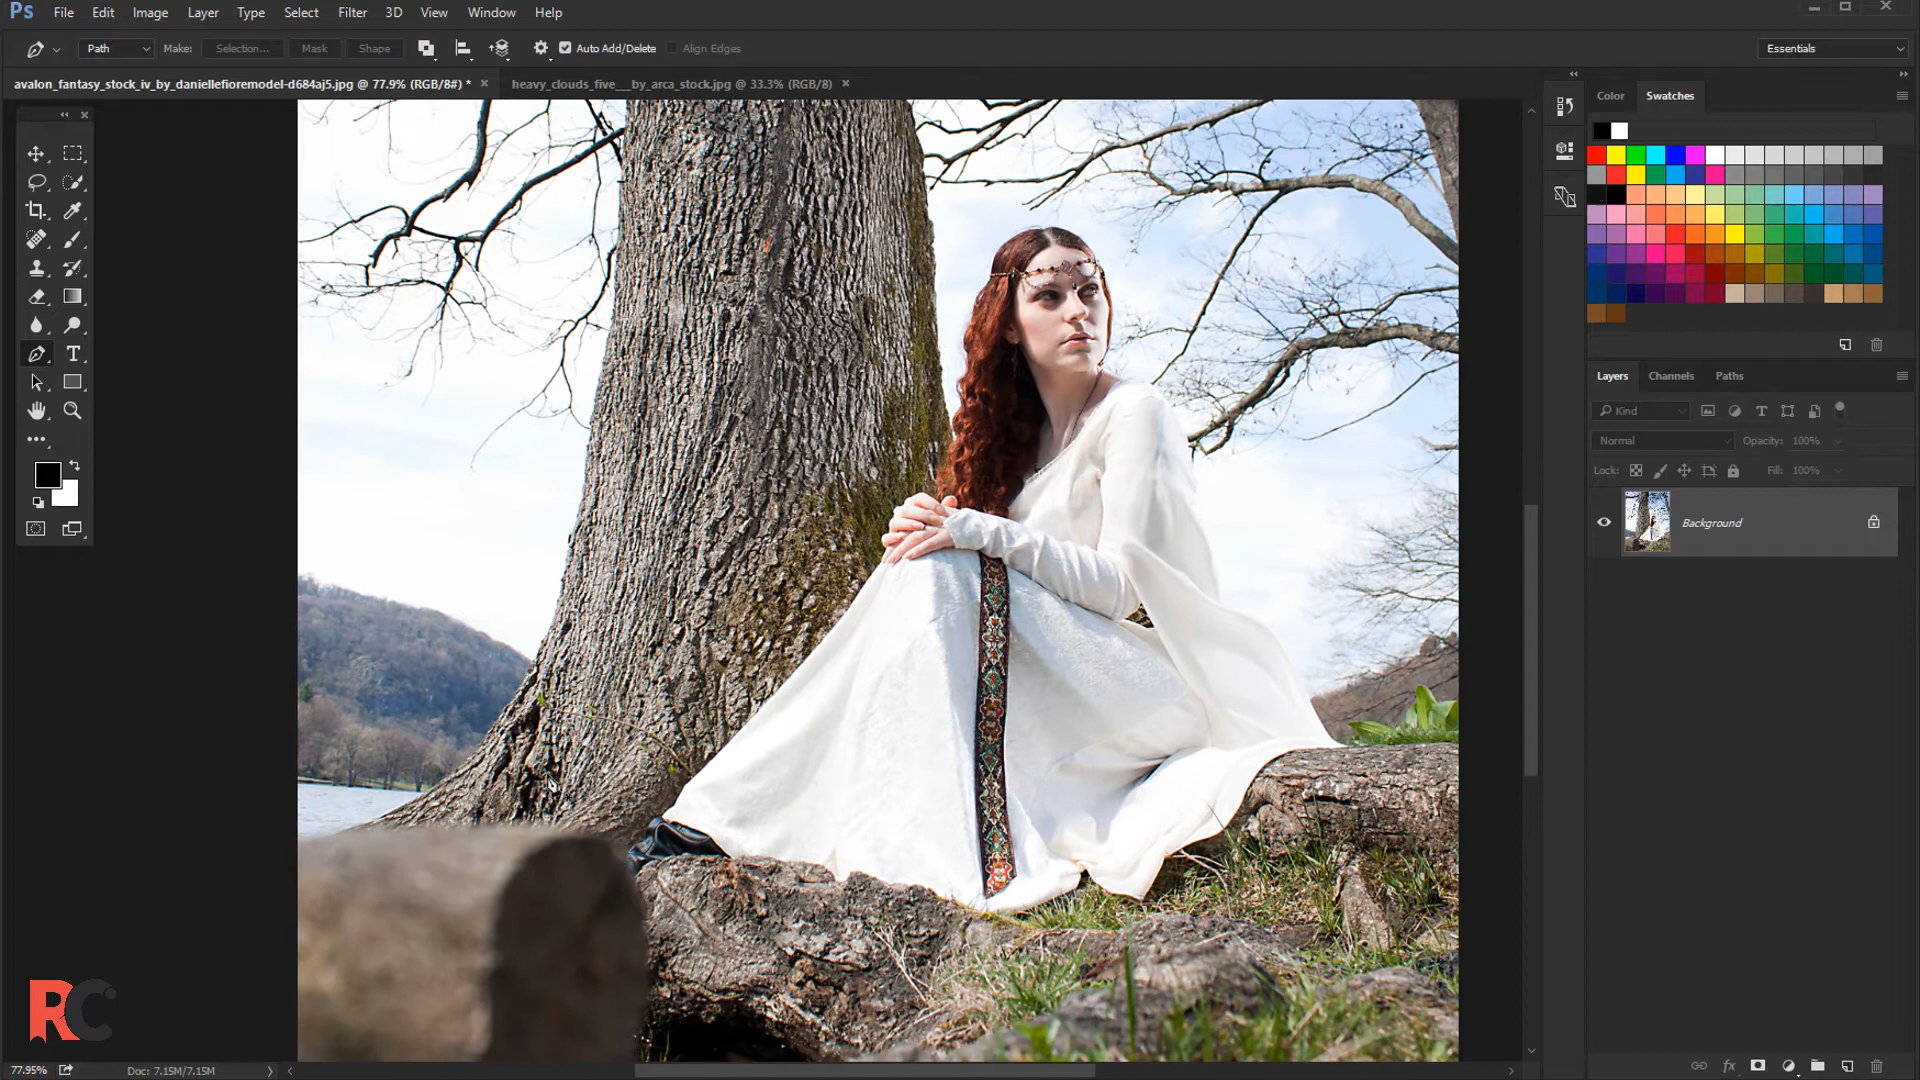 Ps File Edit Image Layer Type Select Filter 3D View Window Help
Path Make: Selection... Mask Shape Auto Add/Delete Align Edges Essentials
avalon_fantasy_stock_iv_by_daniellefioremodel-d684aj5.jpg @ 77.9% (RGB/8#) * heavy_clouds_five___by_arca_stock.jpg @ 33.3% (RGB/8)
Color Swatches
Layers Channels Paths
Kind
Normal Opacity: 100%
Lock: Fill: 100%
Background
RC
77.95% Doc: 7.15M/7.15M